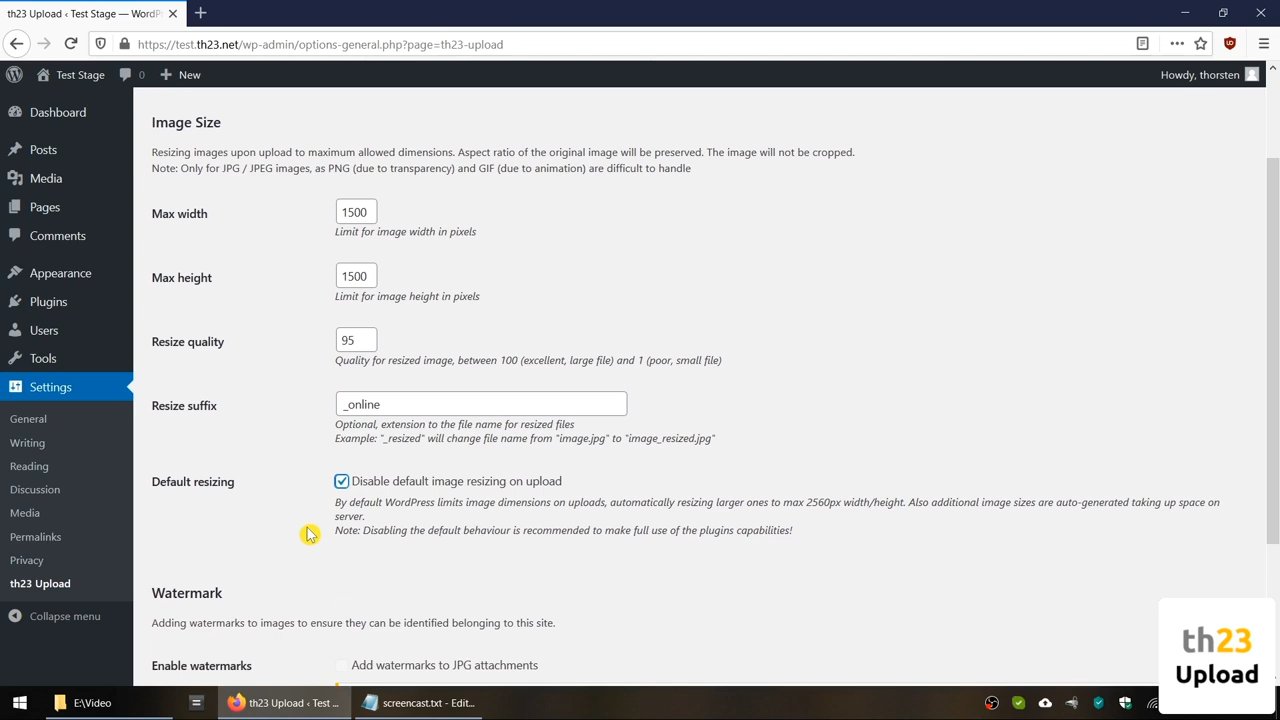 th23 Upload ‹ Test Stage — WordP
https://test.th23.net/wp-admin/options-general.php?page=th23-upload
Test Stage
0
New
Howdy, thorsten
Dashboard
Posts
Media
Pages
Comments
Appearance
Plugins
Users
Tools
Settings
General
Writing
Reading
Discussion
Media
Permalinks
Privacy
th23 Upload
Collapse menu
Image Size
Resizing images upon upload to maximum allowed dimensions. Aspect ratio of the original image will be preserved. The image will not be cropped.
Note: Only for JPG / JPEG images, as PNG (due to transparency) and GIF (due to animation) are difficult to handle
Max width
1500
Limit for image width in pixels
Max height
1500
Limit for image height in pixels
Resize quality
95
Quality for resized image, between 100 (excellent, large file) and 1 (poor, small file)
Resize suffix
_online
Optional, extension to the file name for resized files
Example: "_resized" will change file name from "image.jpg" to "image_resized.jpg"
Default resizing
Disable default image resizing on upload
By default WordPress limits image dimensions on uploads, automatically resizing larger ones to max 2560px width/height. Also additional image sizes are auto-generated taking up space on
server.
Note: Disabling the default behaviour is recommended to make full use of the plugins capabilities!
Watermark
Adding watermarks to images to ensure they can be identified belonging to this site.
Enable watermarks
Add watermarks to JPG attachments
th23
Upload
E:\Video
th23 Upload ‹ Test ...
screencast.txt - Edit...